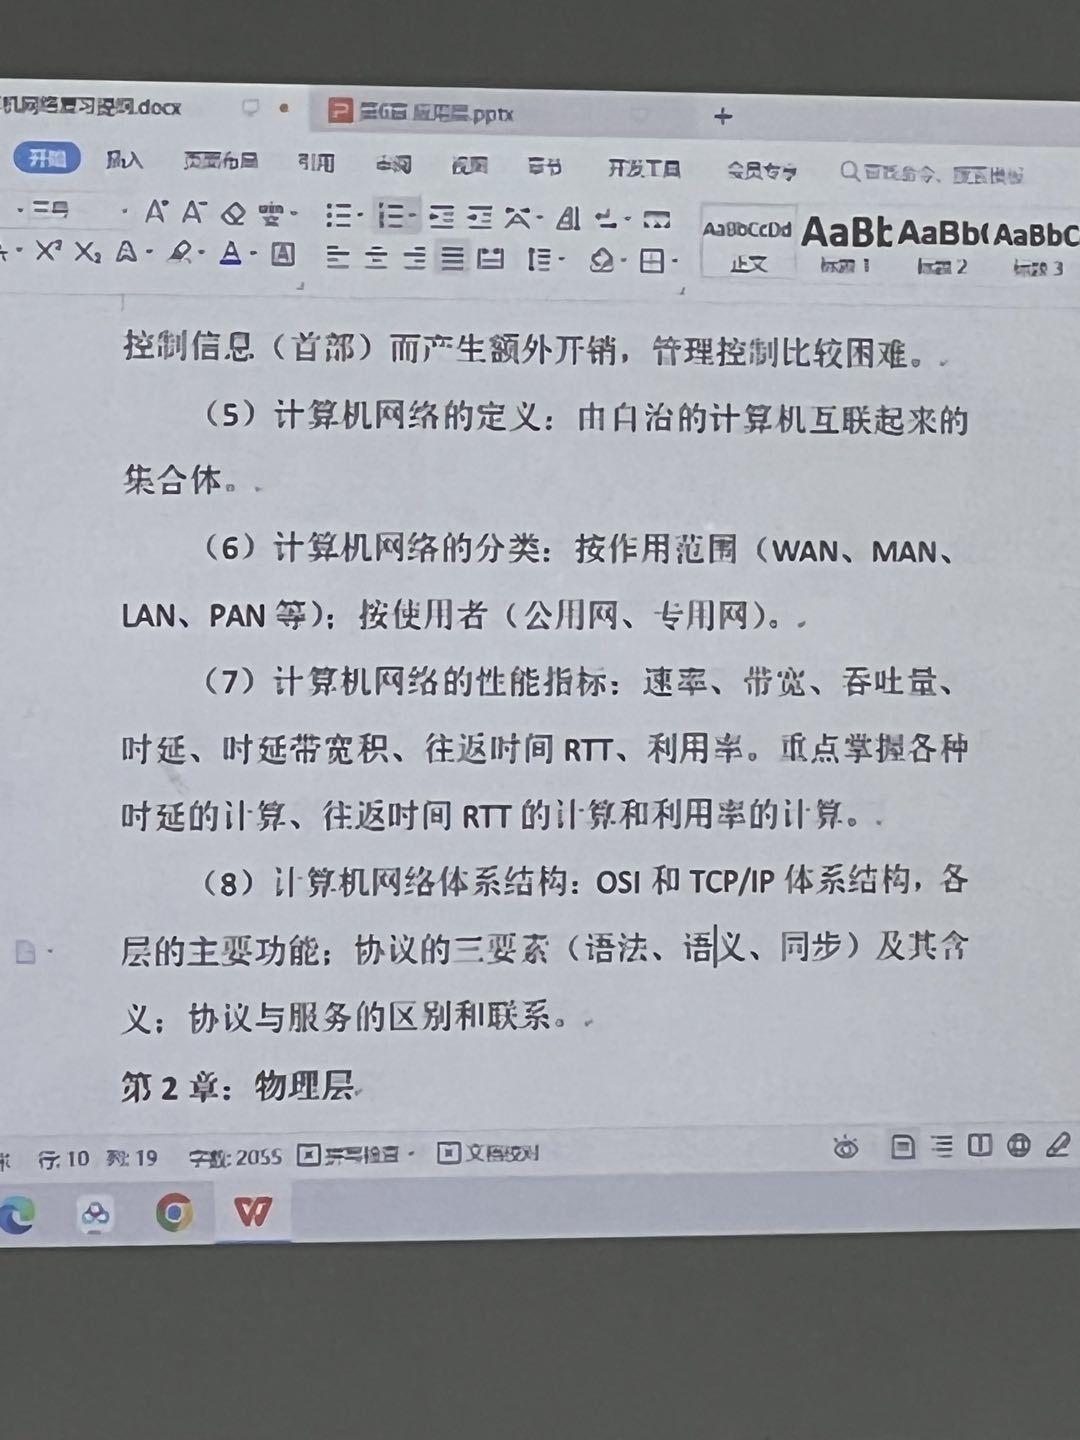 机网络复习提纲.docx
第6章 应用层.pptx
+
开始 插入 页面布局 引用 审阅 视图 章节 开发工具 会员专享 查找命令、搜索模板
三号 A⁺ A⁻
X² X₂ A A A
AaBbCcDd AaBb AaBb( AaBbC
正文 标题 1 标题 2 标题 3
控制信息（首部）而产生额外开销，管理控制比较困难。
（5）计算机网络的定义：由自治的计算机互联起来的
集合体。
（6）计算机网络的分类：按作用范围（WAN、MAN、
LAN、PAN 等）；按使用者（公用网、专用网）。
（7）计算机网络的性能指标：速率、带宽、吞吐量、
时延、时延带宽积、往返时间 RTT、利用率。重点掌握各种
时延的计算、往返时间 RTT 的计算和利用率的计算。
（8）计算机网络体系结构：OSI 和 TCP/IP 体系结构，各
层的主要功能；协议的三要素（语法、语义、同步）及其含
义；协议与服务的区别和联系。
第 2 章：物理层
行: 10 列: 19 字数: 2055 拼写检查 文档校对